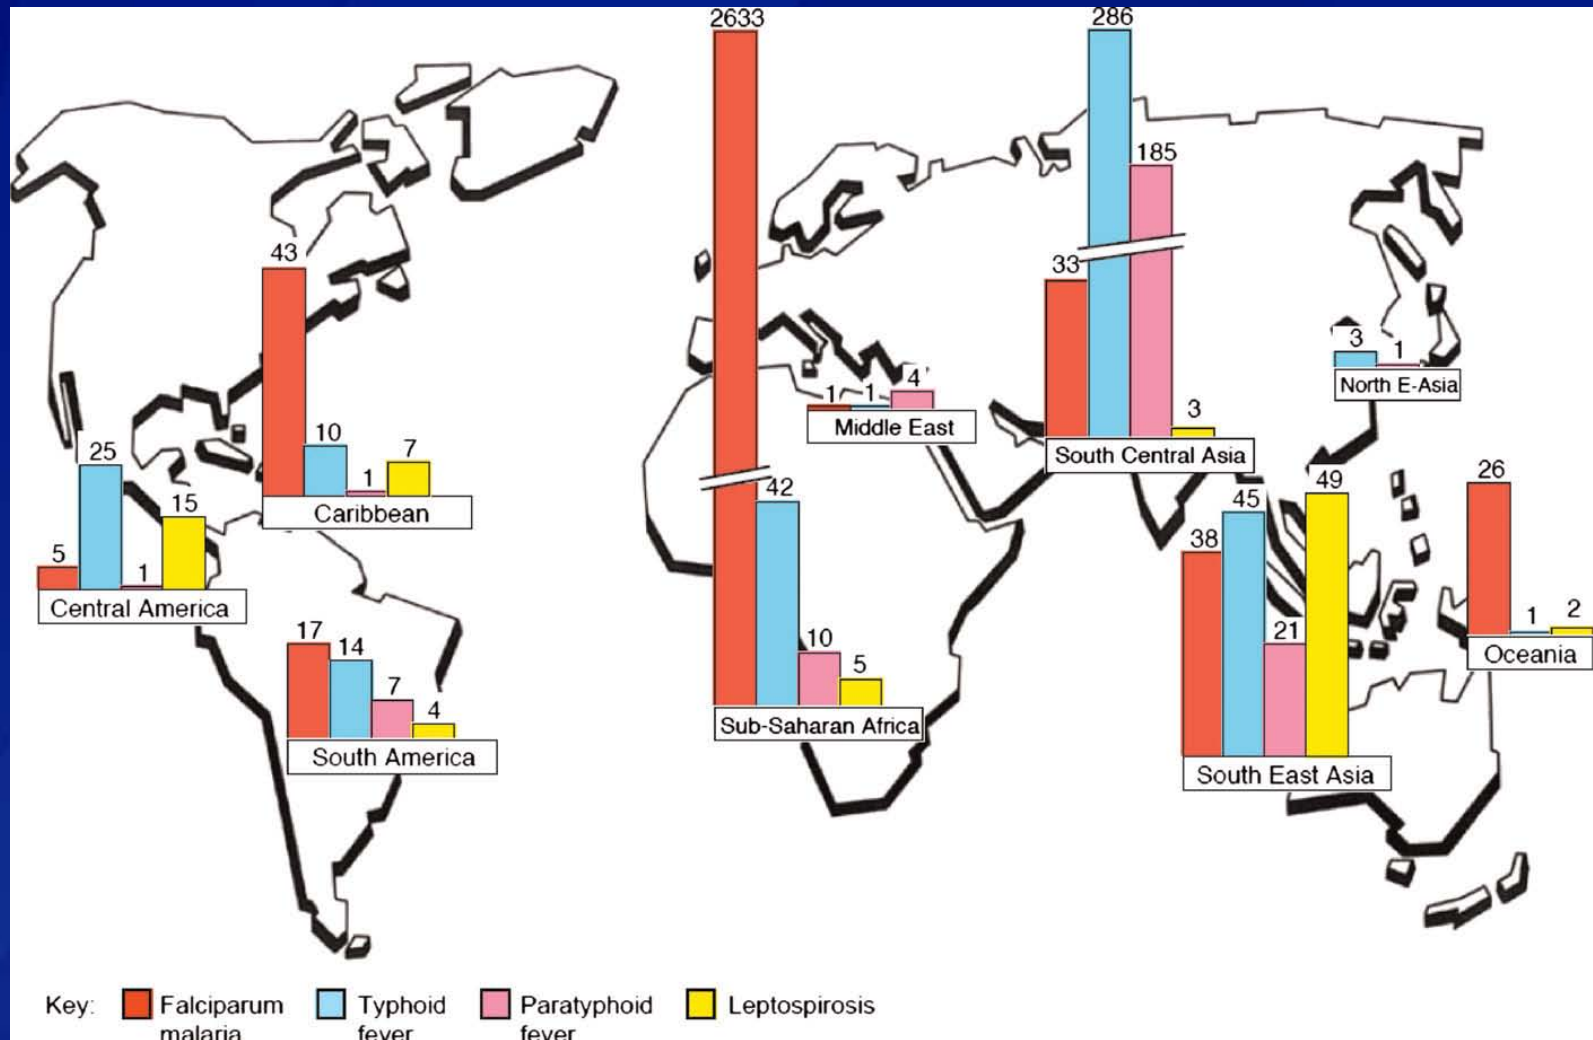 2633
286
185
43
33
3
1
North E-Asia
1
1
4
Middle East
3
South Central Asia
10
1
7
Caribbean
25
5
1
15
Central America
42
10
5
Sub-Saharan Africa
38
45
21
49
South East Asia
26
1
2
Oceania
17
14
7
4
South America
Key:
Falciparum
malaria
Typhoid
fever
Paratyphoid
fever
Leptospirosis